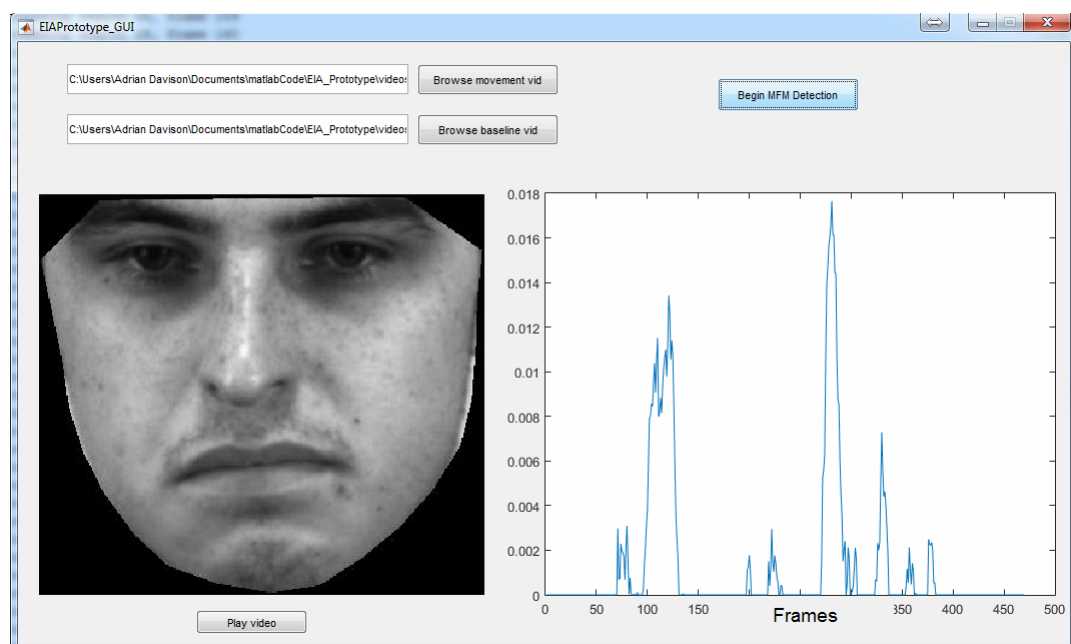 EIAPrototype_GUI
C:\Users\Adrian Davison\Documents\matlabCode\EIA_Prototype\video
Browse movement vid
Begin MFM Detection
C:\Users\Adrian Davison\Documents\matlabCode\EIA_Prototype\video
Browse baseline vid
0.018
0.016
0.014
0.012
0.01
0.008
0.006
0.004
0.002
0
0 50 100 150 350 400 450 500
Frames
Play video